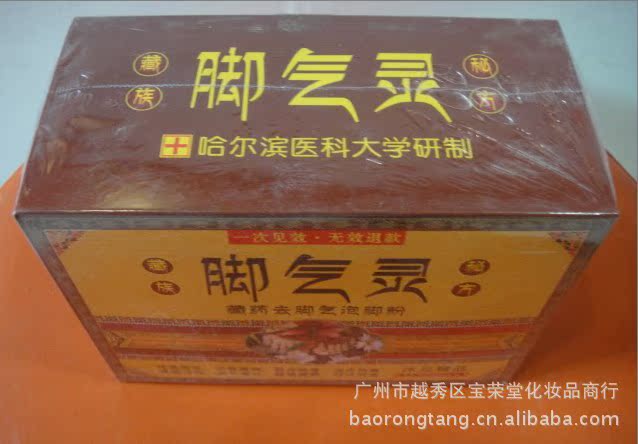 藏族
脚气灵
秘方
哈尔滨医科大学研制
一次见效·无效退款
藏族
脚气灵
秘方
藏药去脚气泡脚粉
广州市越秀区宝荣堂化妆品商行
baorongtang.cn.alibaba.com